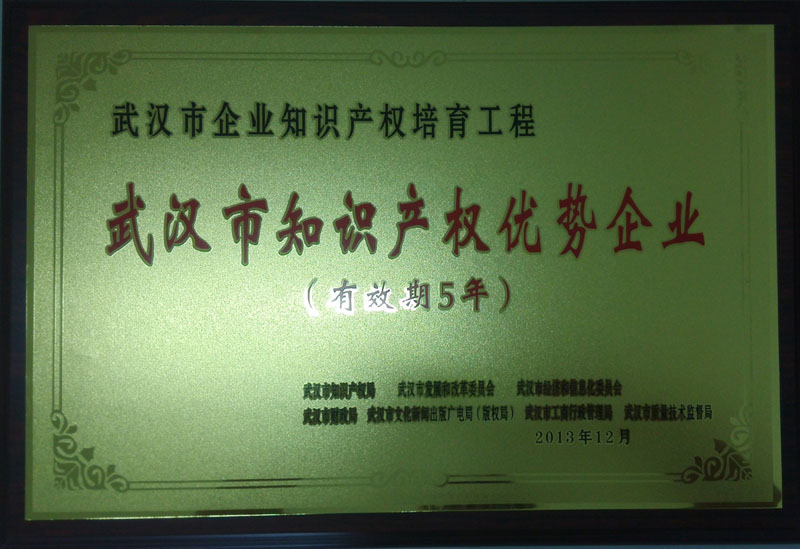 武汉市企业知识产权培育工程
武汉市知识产权优势企业
（有效期5年）
武汉市知识产权局 武汉市发展和改革委员会 武汉市经济和信息化委员会
武汉市财政局 武汉市文化新闻出版广电局（版权局） 武汉市工商行政管理局 武汉市质量技术监督局
2013年12月